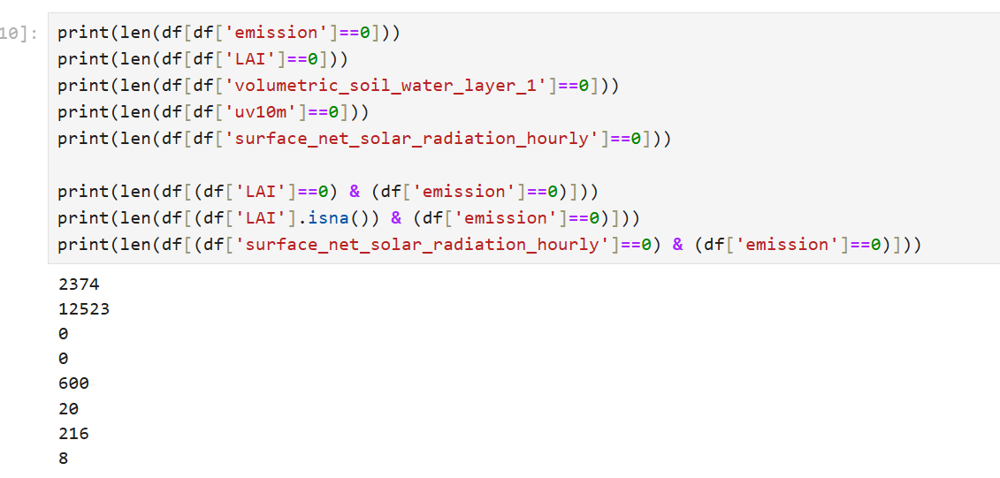 10]:
print(len(df[df['emission']==0]))
print(len(df[df['LAI']==0]))
print(len(df[df['volumetric_soil_water_layer_1']==0]))
print(len(df[df['uv10m']==0]))
print(len(df[df['surface_net_solar_radiation_hourly']==0]))
print(len(df[(df['LAI']==0) & (df['emission']==0)]))
print(len(df[(df['LAI'].isna()) & (df['emission']==0)]))
print(len(df[(df['surface_net_solar_radiation_hourly']==0) & (df['emission']==0)]))
2374
12523
0
0
600
20
216
8